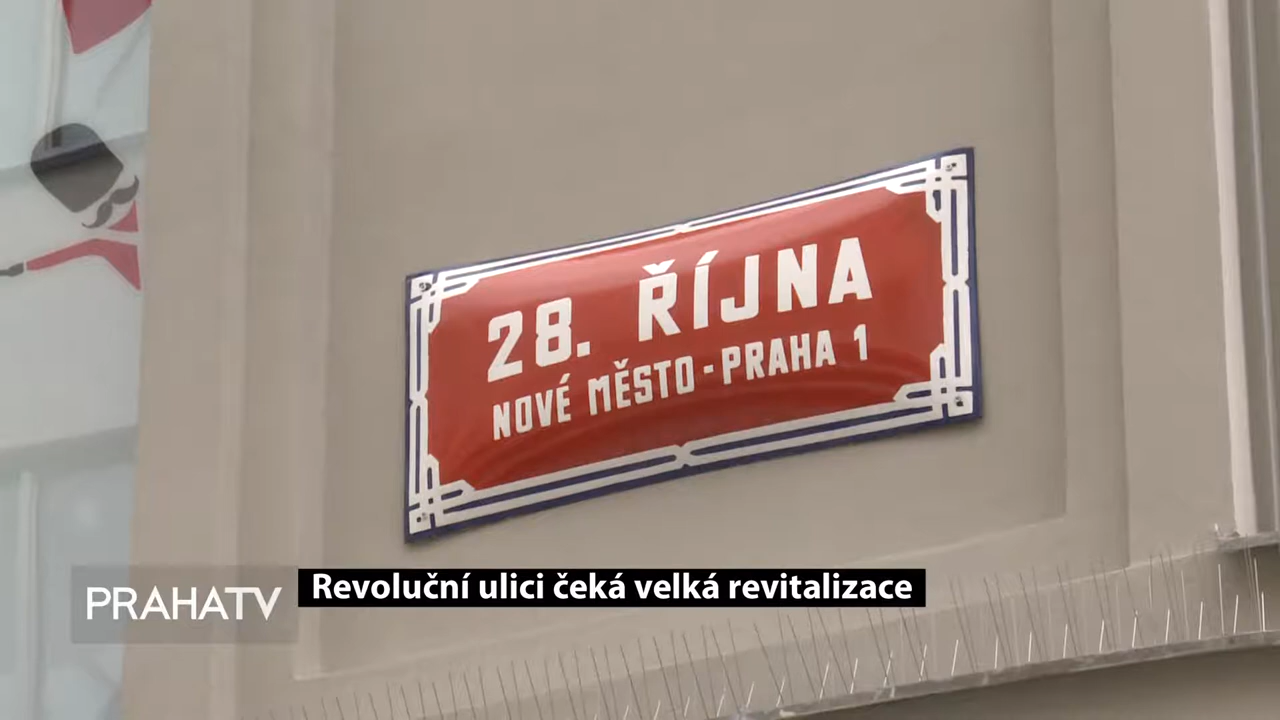 28. ŘÍJNA
NOVÉ MĚSTO - PRAHA 1
PRAHATV
Revoluční ulici čeká velká revitalizace